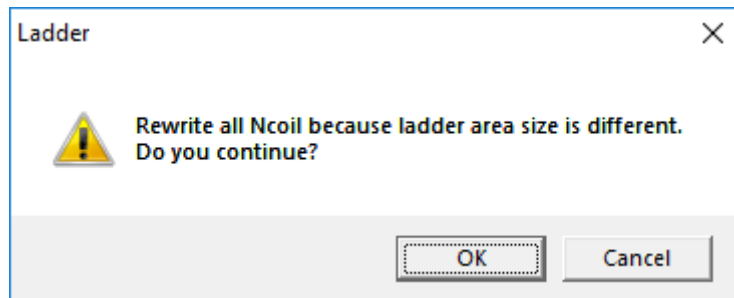 Ladder
Rewrite all Ncoil because ladder area size is different.
Do you continue?
OK
Cancel